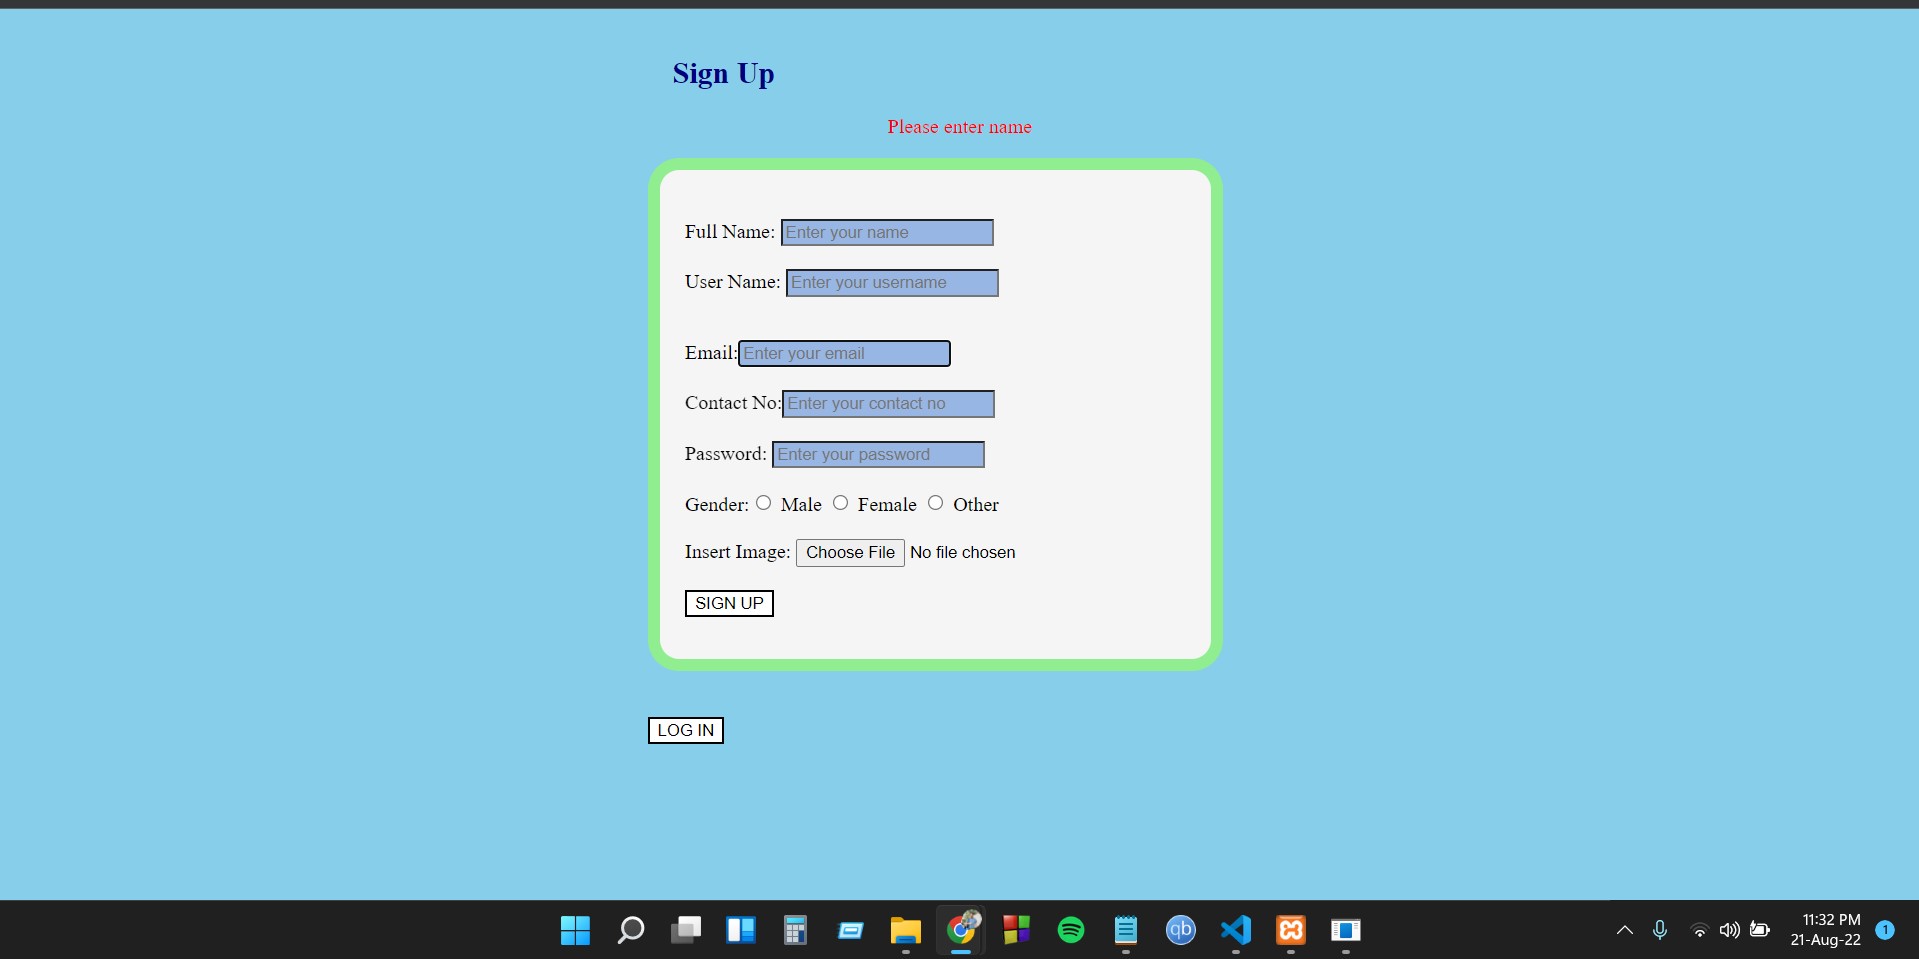 Sign Up
Please enter name
Full Name: Enter your name
User Name: Enter your username
Email: Enter your email
Contact No: Enter your contact no
Password: Enter your password
Gender: Male Female Other
Insert Image: Choose File No file chosen
SIGN UP
LOG IN
qb
11:32 PM
21-Aug-22
1